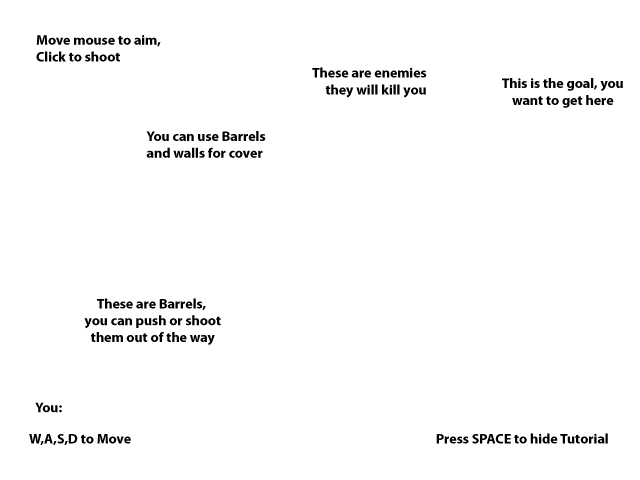 Move mouse to aim,
Click to shoot
These are enemies
they will kill you
This is the goal, you
want to get here
You can use Barrels
and walls for cover
These are Barrels,
you can push or shoot
them out of the way
You:
W,A,S,D to Move
Press SPACE to hide Tutorial